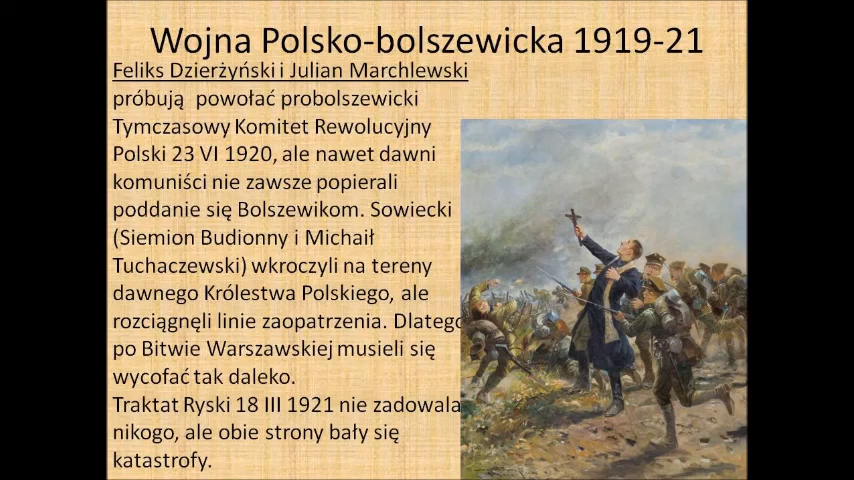 Wojna Polsko-bolszewicka 1919-21
Feliks Dzierżyński i Julian Marchlewski
próbują powołać probolszewicki
Tymczasowy Komitet Rewolucyjny
Polski 23 VI 1920, ale nawet dawni
komuniści nie zawsze popierali
poddanie się Bolszewikom. Sowiecki
(Siemion Budionny i Michaił
Tuchaczewski) wkroczyli na tereny
dawnego Królestwa Polskiego, ale
rozciągnęli linie zaopatrzenia. Dlatego
po Bitwie Warszawskiej musieli się
wycofać tak daleko.
Traktat Ryski 18 III 1921 nie zadowala
nikogo, ale obie strony bały się
katastrofy.